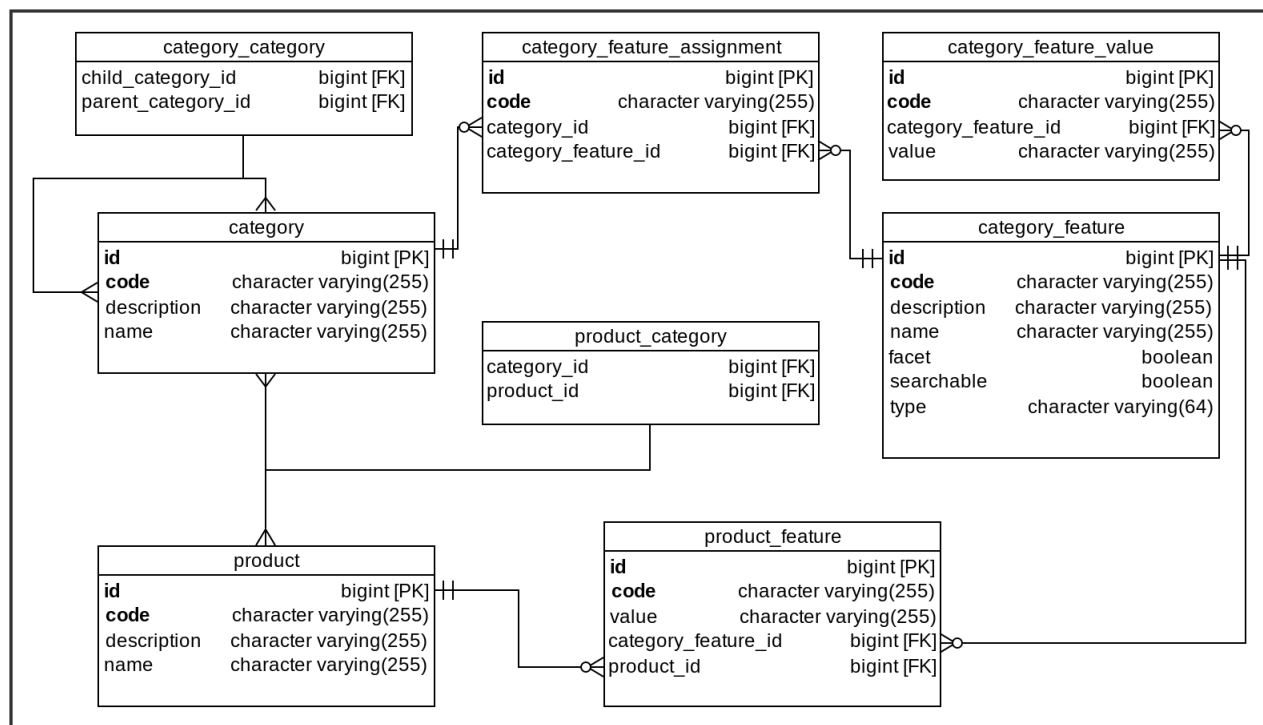 category_category
child_category_id bigint [FK]
parent_category_id bigint [FK]
category_feature_assignment
id bigint [PK]
code character varying(255)
category_id bigint [FK]
category_feature_id bigint [FK]
category_feature_value
id bigint [PK]
code character varying(255)
category_feature_id bigint [FK]
value character varying(255)
category
id bigint [PK]
code character varying(255)
description character varying(255)
name character varying(255)
category_feature
id bigint [PK]
code character varying(255)
description character varying(255)
name character varying(255)
facet boolean
searchable boolean
type character varying(64)
product_category
category_id bigint [FK]
product_id bigint [FK]
product
id bigint [PK]
code character varying(255)
description character varying(255)
name character varying(255)
product_feature
id bigint [PK]
code character varying(255)
value character varying(255)
category_feature_id bigint [FK]
product_id bigint [FK]